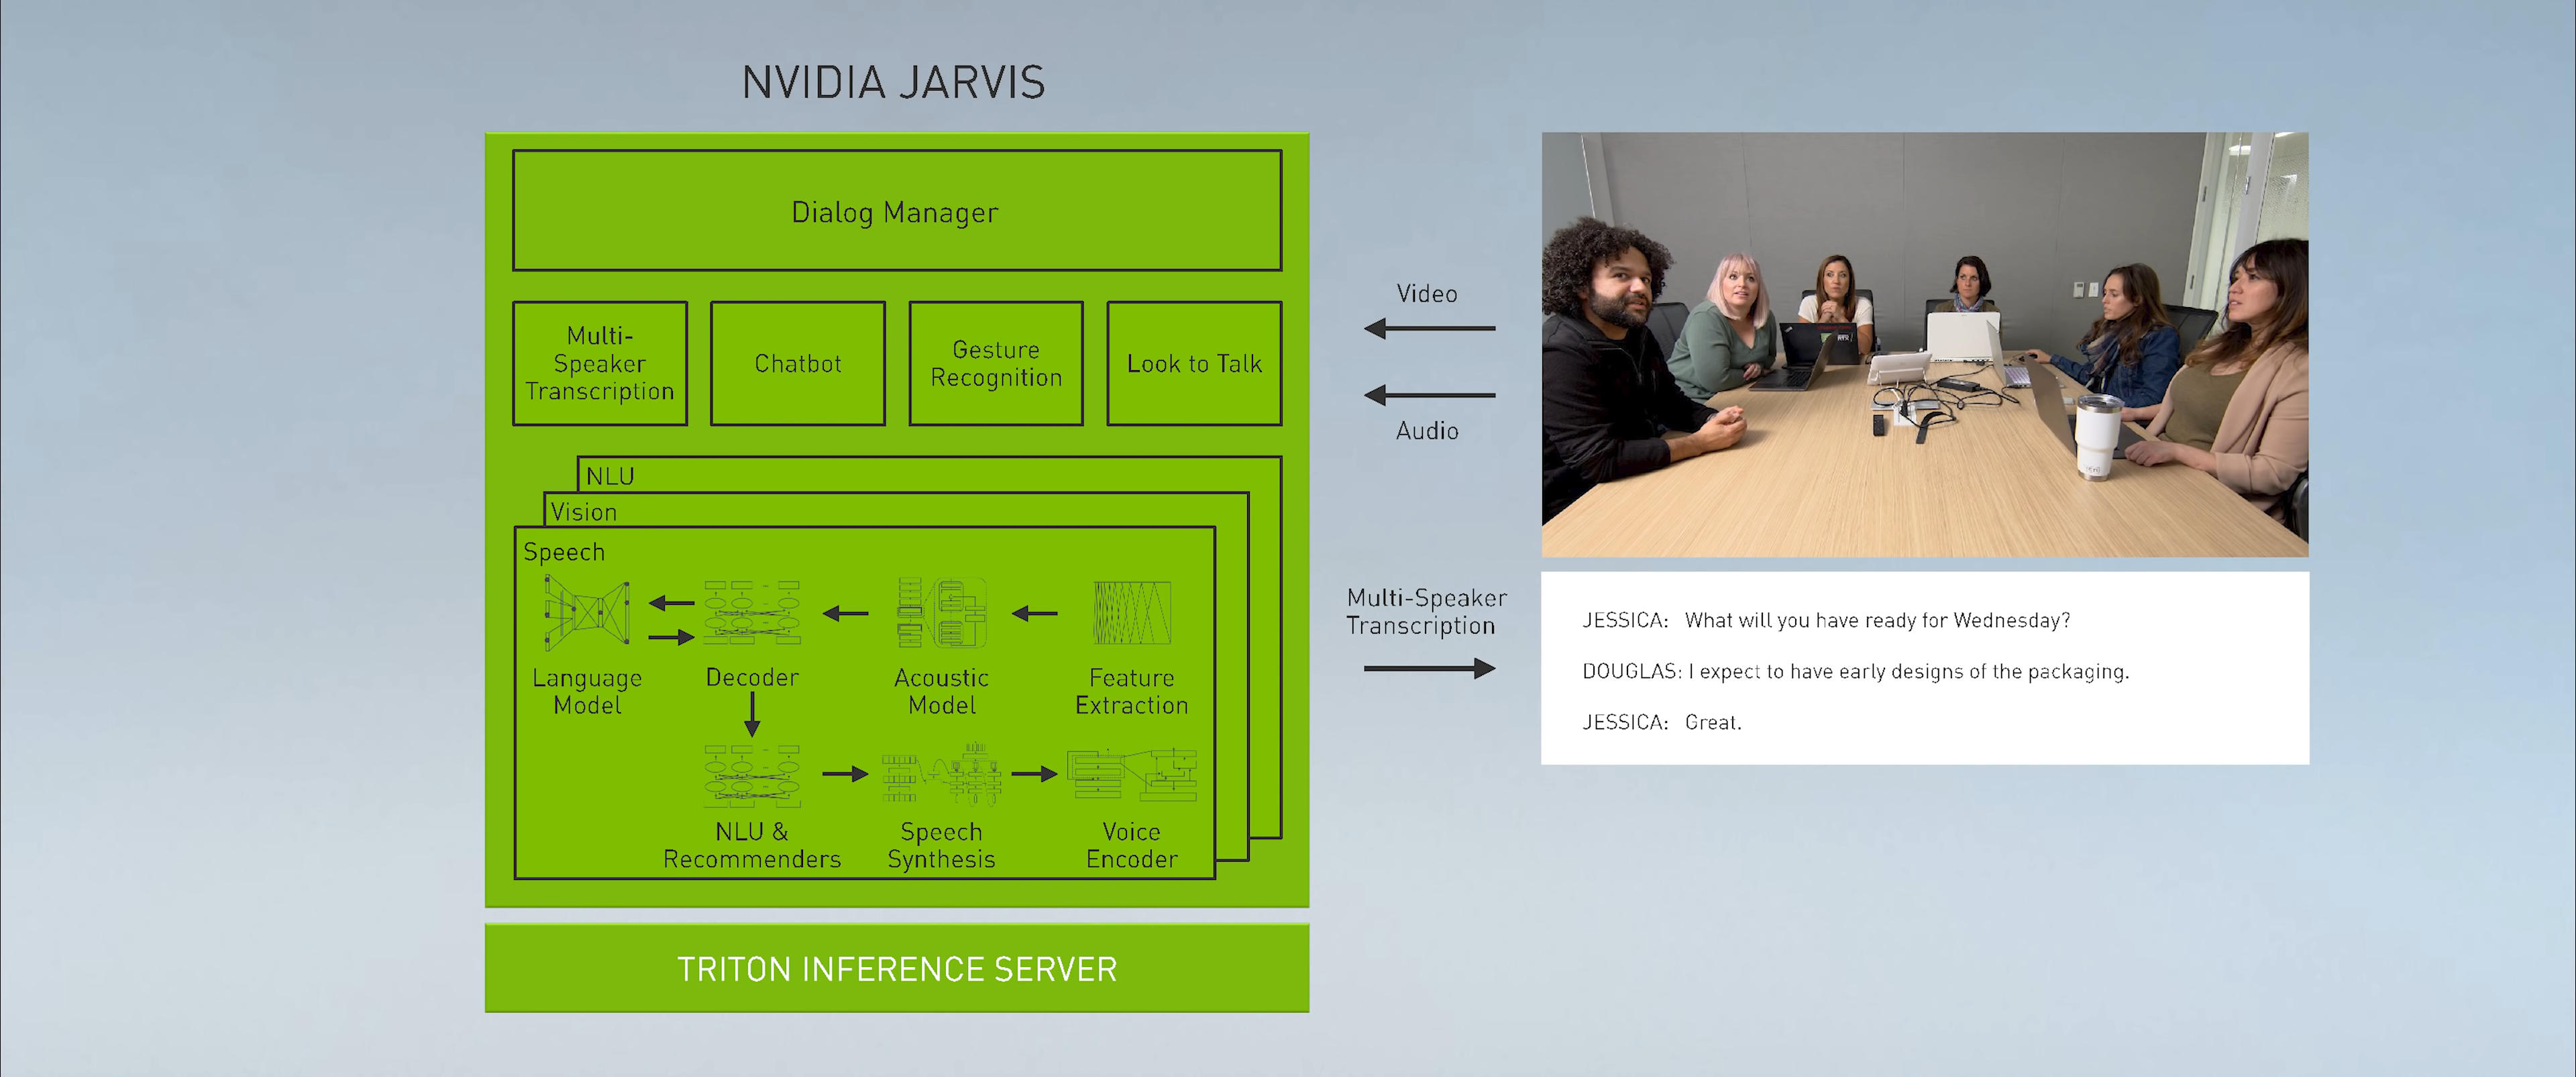 NVIDIA JARVIS
Dialog Manager
Multi-
Speaker
Transcription
Chatbot
Gesture
Recognition
Look to Talk
NLU
Vision
Speech
Language
Model
Decoder
Acoustic
Model
Feature
Extraction
NLU &
Recommenders
Speech
Synthesis
Voice
Encoder
TRITON INFERENCE SERVER
Video
Audio
Multi-Speaker
Transcription
JESSICA: What will you have ready for Wednesday?
DOUGLAS: I expect to have early designs of the packaging.
JESSICA: Great.